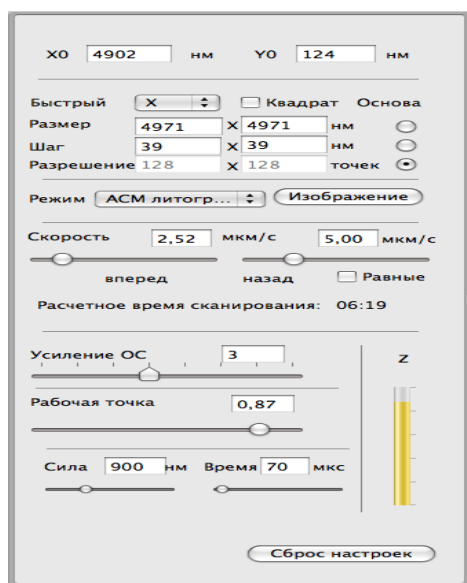 X0 4902 нм Y0 124 нм
Быстрый X Квадрат Основа
Размер 4971 X 4971 нм
Шаг 39 X 39 нм
Разрешение 128 X 128 точек
Режим АСМ литогр... Изображение
Скорость 2,52 мкм/с 5,00 мкм/с
вперед назад Равные
Расчетное время сканирования: 06:19
Усиление ОС 3 Z
Рабочая точка 0,87
Сила 900 нм Время 70 мкс
Сброс настроек